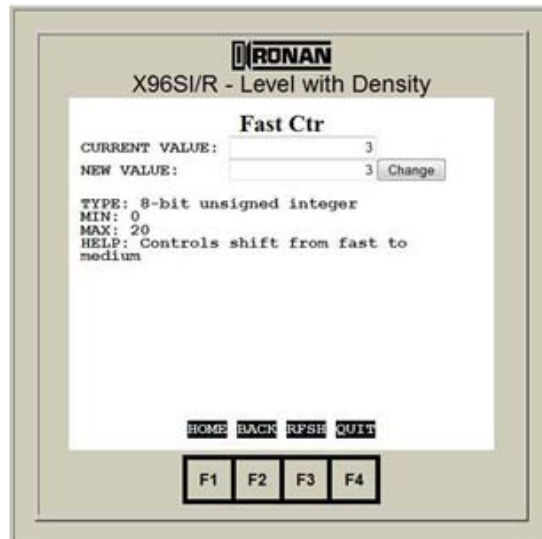 RONAN
X96SI/R - Level with Density
Fast Ctr
CURRENT VALUE: 3
NEW VALUE: 3 Change
TYPE: 8-bit unsigned integer
MIN: 0
MAX: 20
HELP: Controls shift from fast to
medium
HOME BACK RFSH QUIT
F1 F2 F3 F4